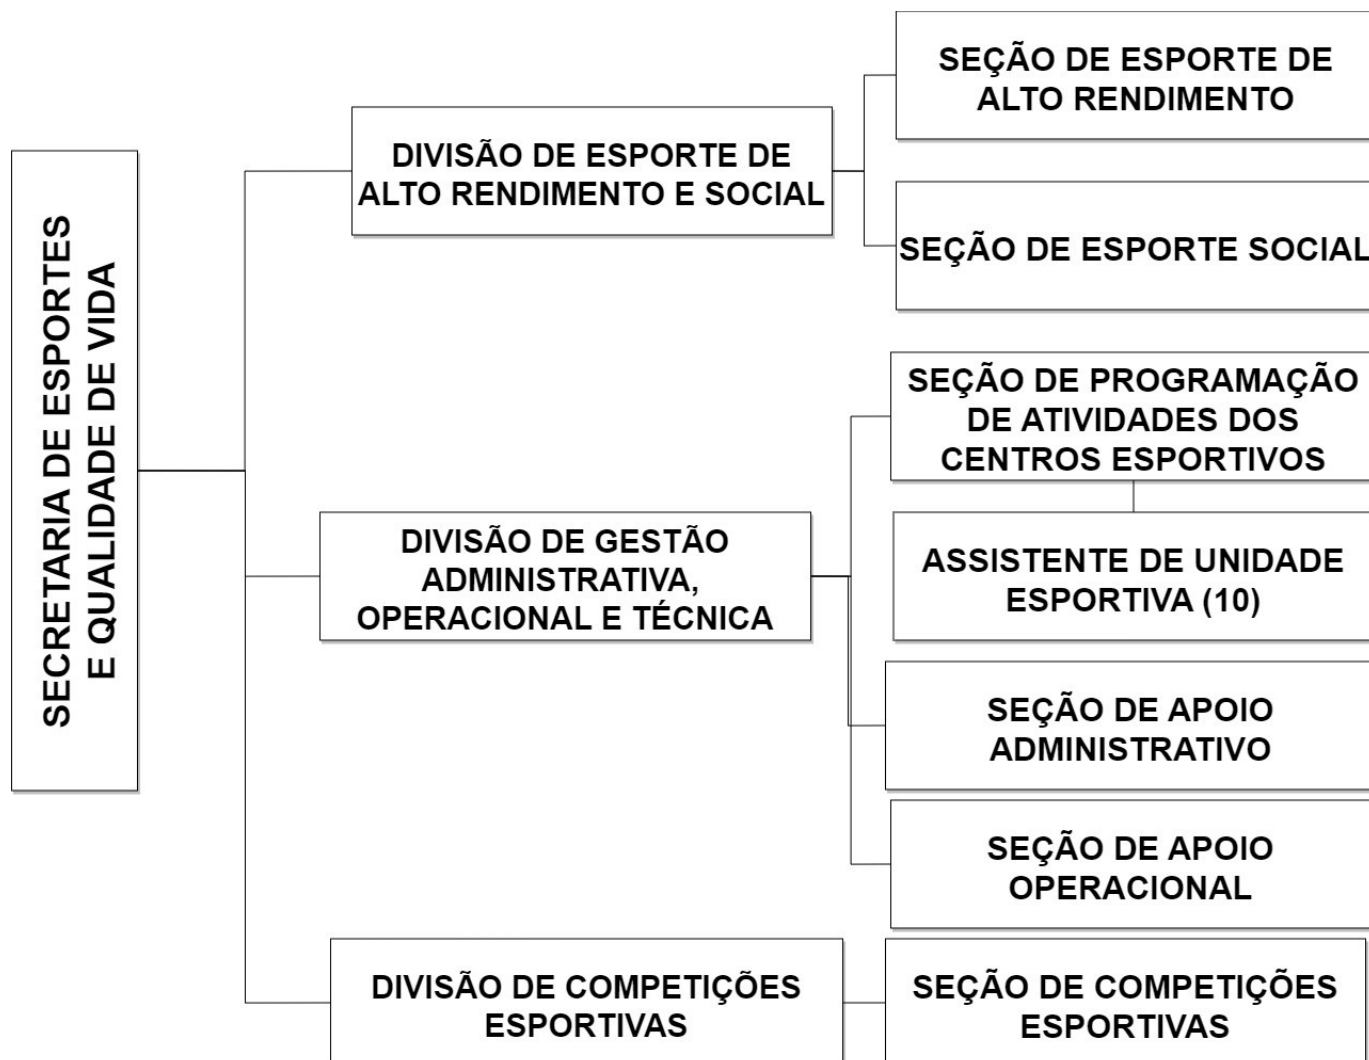 SECRETARIA DE ESPORTES
E QUALIDADE DE VIDA
DIVISÃO DE ESPORTE DE
ALTO RENDIMENTO E SOCIAL
SEÇÃO DE ESPORTE DE
ALTO RENDIMENTO
SEÇÃO DE ESPORTE SOCIAL
DIVISÃO DE GESTÃO
ADMINISTRATIVA,
OPERACIONAL E TÉCNICA
SEÇÃO DE PROGRAMAÇÃO
DE ATIVIDADES DOS
CENTROS ESPORTIVOS
ASSISTENTE DE UNIDADE
ESPORTIVA (10)
SEÇÃO DE APOIO
ADMINISTRATIVO
SEÇÃO DE APOIO
OPERACIONAL
DIVISÃO DE COMPETIÇÕES
ESPORTIVAS
SEÇÃO DE COMPETIÇÕES
ESPORTIVAS